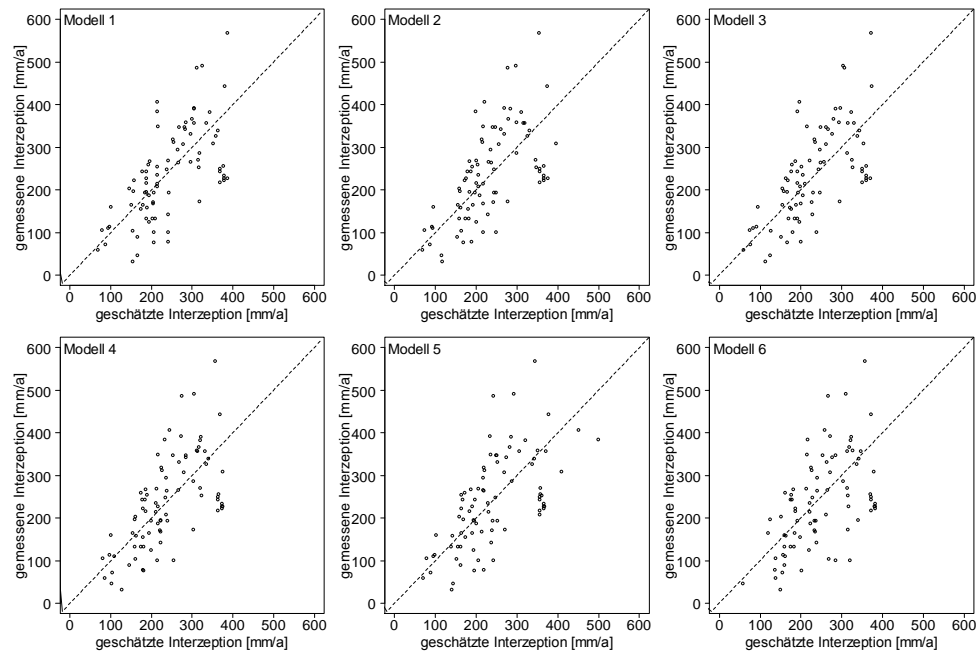 Modell 1
gemessene Interzeption [mm/a]
600
500
400
300
200
100
0
0 100 200 300 400 500 600
geschätzte Interzeption [mm/a]
Modell 2
gemessene Interzeption [mm/a]
600
500
400
300
200
100
0
0 100 200 300 400 500 600
geschätzte Interzeption [mm/a]
Modell 3
gemessene Interzeption [mm/a]
600
500
400
300
200
100
0
0 100 200 300 400 500 600
geschätzte Interzeption [mm/a]
Modell 4
gemessene Interzeption [mm/a]
600
500
400
300
200
100
0
0 100 200 300 400 500 600
geschätzte Interzeption [mm/a]
Modell 5
gemessene Interzeption [mm/a]
600
500
400
300
200
100
0
0 100 200 300 400 500 600
geschätzte Interzeption [mm/a]
Modell 6
gemessene Interzeption [mm/a]
600
500
400
300
200
100
0
0 100 200 300 400 500 600
geschätzte Interzeption [mm/a]